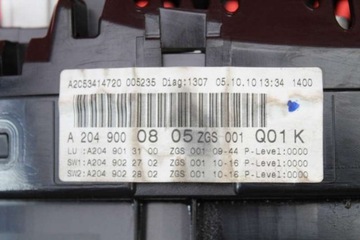 A2C53414720 005235 Diag:1307 05.10.10 13:34 1400
A 204 900 08 05 ZGS 001 Q01 K
LU :A204 901 31 00 ZGS 001 09-44 P-Level:0000
SW1:A204 902 27 02 ZGS 001 10-16 P-Level:0000
SW2:A204 902 28 02 ZGS 001 10-16 P-Level:0000